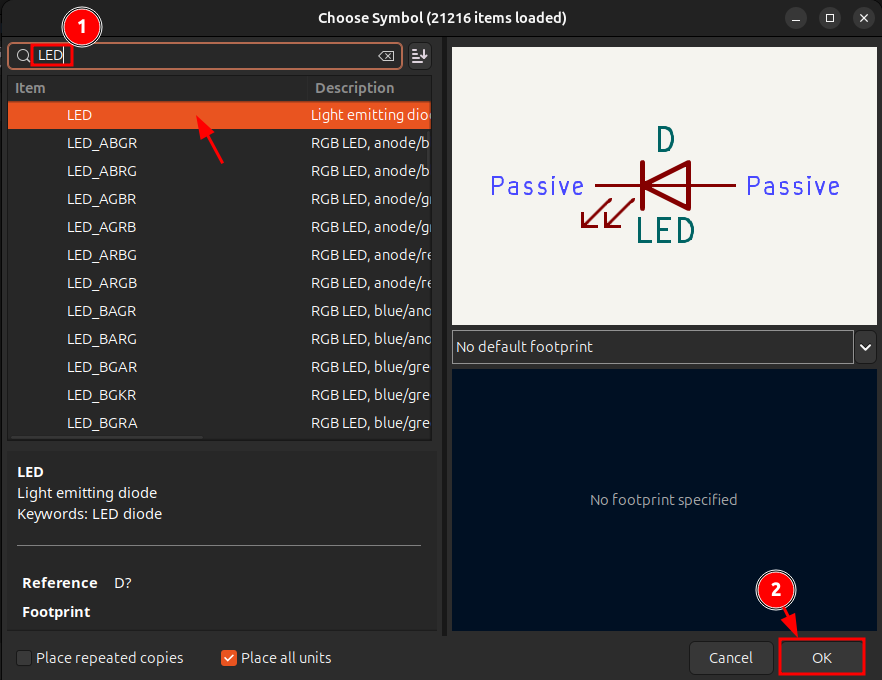 Choose Symbol (21216 items loaded)
1
LED
Item Description
LED Light emitting dio
LED_ABGR RGB LED, anode/b
LED_ABRG RGB LED, anode/b
LED_AGBR RGB LED, anode/g
LED_AGRB RGB LED, anode/g
LED_ARBG RGB LED, anode/re
LED_ARGB RGB LED, anode/re
LED_BAGR RGB LED, blue/ano
LED_BARG RGB LED, blue/ano
LED_BGAR RGB LED, blue/gre
LED_BGKR RGB LED, blue/gre
LED_BGRA RGB LED, blue/gre
LED
Light emitting diode
Keywords: LED diode
Reference D?
Footprint
Place repeated copies Place all units
D
Passive Passive
LED
No default footprint
No footprint specified
2
Cancel OK